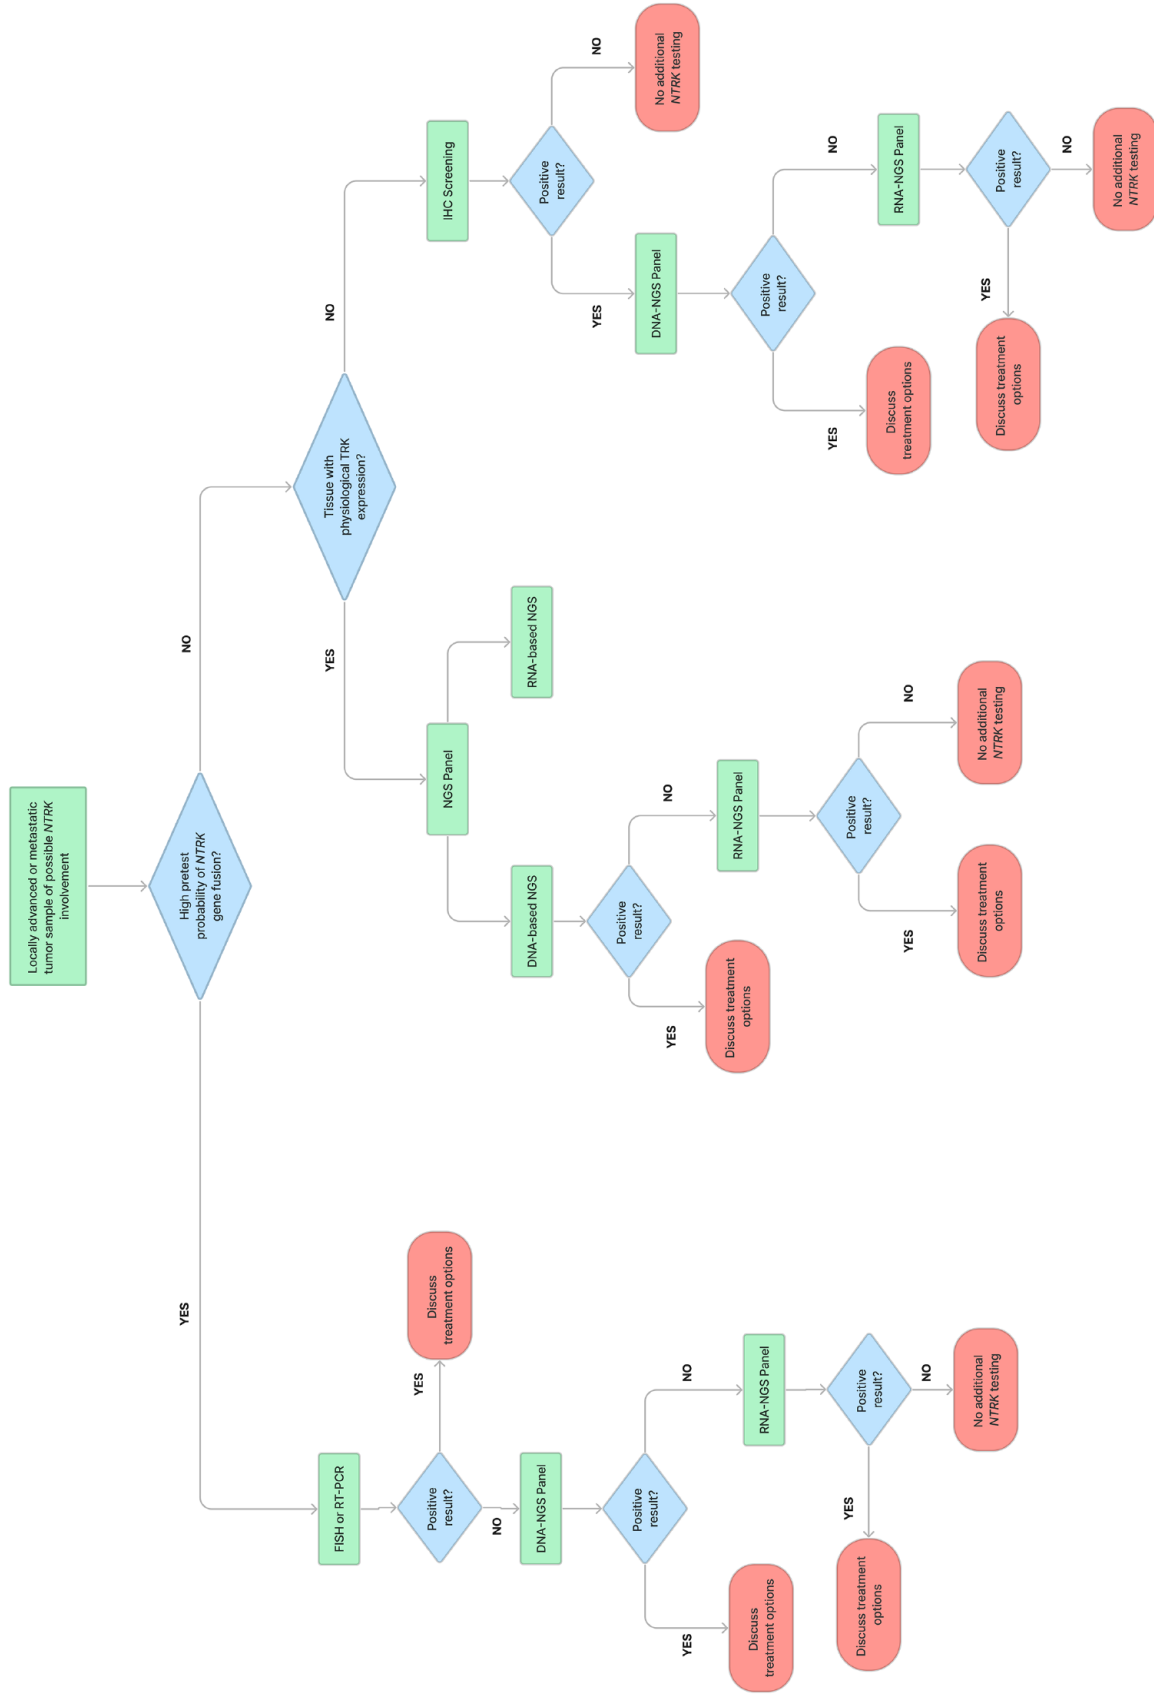 Locally advanced or metastatic
tumor sample of possible NTRK
involvement
High pretest
probability of NTRK
gene fusion?
YES
NO
FISH or RT-PCR
Positive
result?
YES
Discuss
treatment options
NO
DNA-NGS Panel
Positive
result?
YES
Discuss
treatment options
NO
RNA-NGS Panel
Positive
result?
YES
Discuss treatment
options
NO
No additional
NTRK testing
Tissue with
physiological TRK
expression?
YES
NO
NGS Panel
DNA-based NGS
RNA-based NGS
Positive
result?
YES
Discuss treatment
options
NO
RNA-NGS Panel
Positive
result?
YES
Discuss treatment
options
NO
No additional
NTRK testing
IHC Screening
Positive
result?
YES
NO
No additional
NTRK testing
DNA-NGS Panel
Positive
result?
YES
Discuss
treatment options
NO
RNA-NGS Panel
Positive
result?
YES
Discuss treatment
options
NO
No additional
NTRK testing